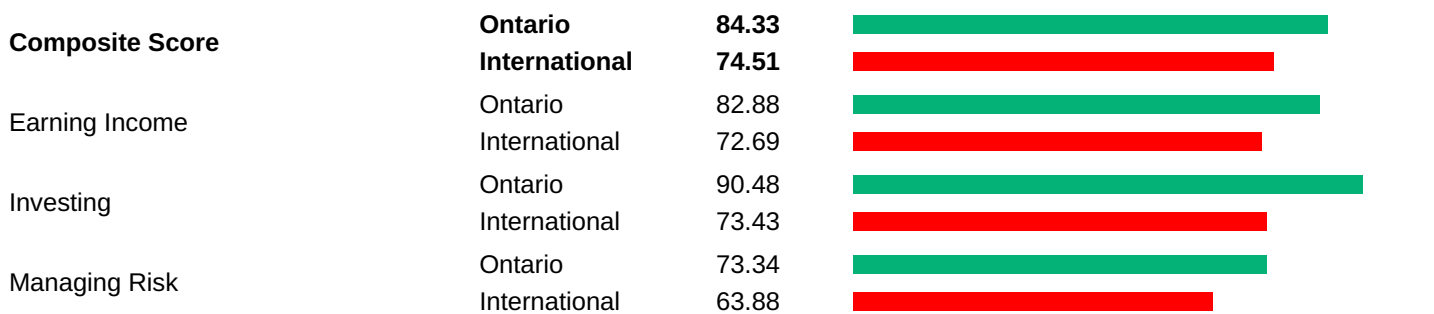 Composite Score
Ontario 84.33
International 74.51
Earning Income
Ontario 82.88
International 72.69
Investing
Ontario 90.48
International 73.43
Managing Risk
Ontario 73.34
International 63.88